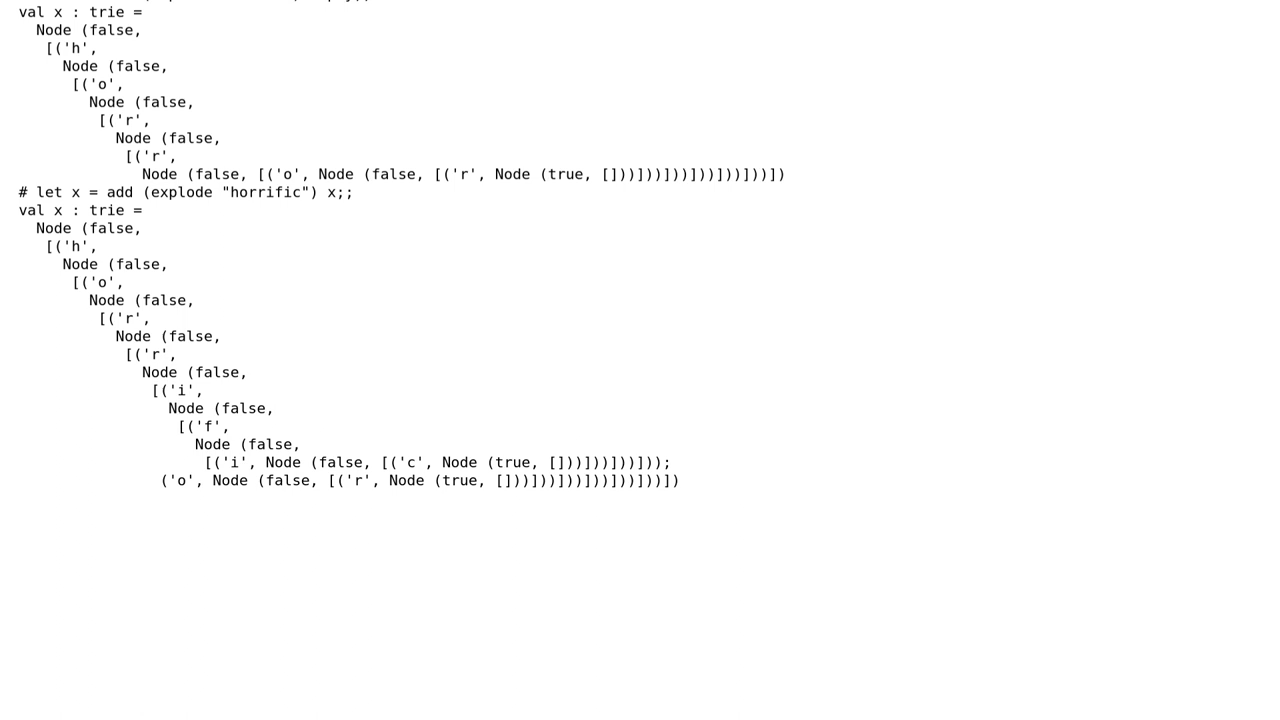 val x : trie =
Node (false,
[('h',
Node (false,
[('o',
Node (false,
[('r',
Node (false,
[('r',
Node (false, [('o', Node (false, [('r', Node (true, []))]))]))]))]))]))])
# let x = add (explode "horrific") x;;
val x : trie =
Node (false,
[('h',
Node (false,
[('o',
Node (false,
[('r',
Node (false,
[('r',
Node (false,
[('i',
Node (false,
[('f',
Node (false,
[('i', Node (false, [('c', Node (true, []))]))]))]));
('o', Node (false, [('r', Node (true, []))]))]))]))]))]))])